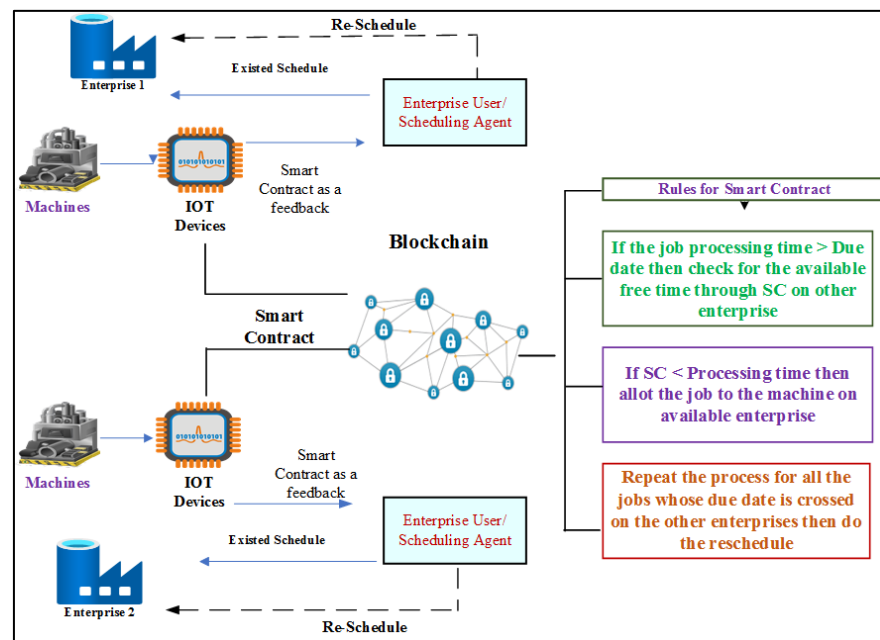 Re-Schedule
Existed Schedule
Enterprise 1
Enterprise User/
Scheduling Agent
010101010101
Machines
IOT
Devices
Smart
Contract as a
feedback
Rules for Smart Contract
Blockchain
If the job processing time > Due
date then check for the available
free time through SC on other
enterprise
Smart
Contract
If SC < Processing time then
allot the job to the machine on
available enterprise
010101010101
Machines
IOT
Devices
Smart
Contract as a
feedback
Repeat the process for all the
jobs whose due date is crossed
on the other enterprises then do
the reschedule
Enterprise User/
Scheduling Agent
Existed Schedule
Enterprise 2
Re-Schedule